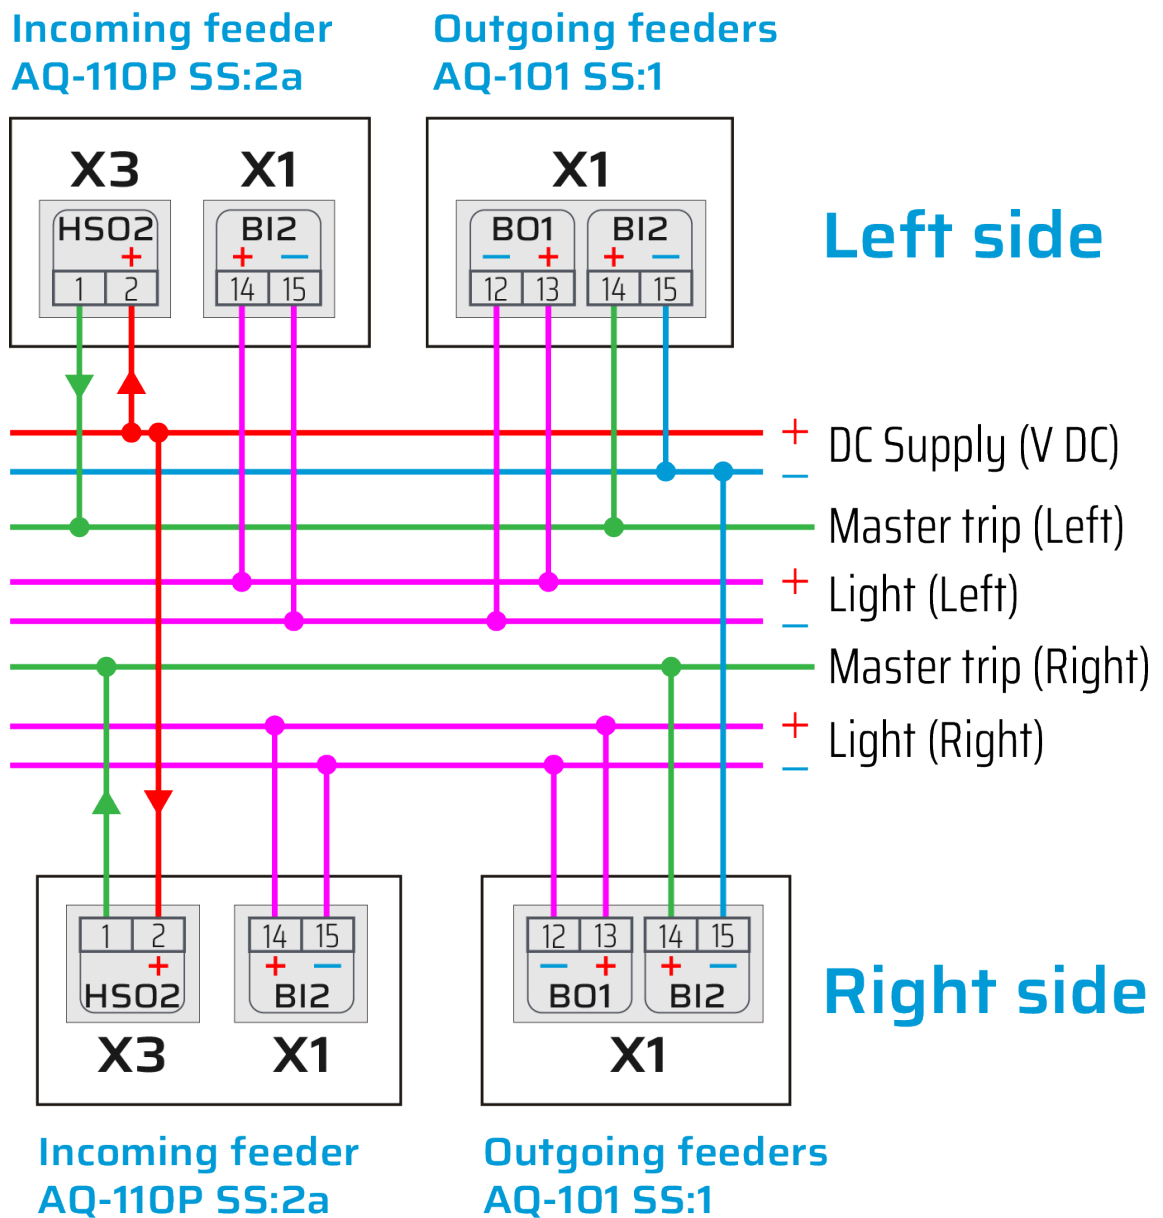 Incoming feeder
AQ-110P SS:2a
Outgoing feeders
AQ-101 SS:1
X3
X1
X1
HSO2
+
BI2
+ −
BO1
− +
BI2
+ −
1 2
14 15
12 13
14 15
Left side
+
−
DC Supply (V DC)
Master trip (Left)
+
−
Light (Left)
Master trip (Right)
+
−
Light (Right)
1 2
14 15
12 13
14 15
+
HSO2
+ −
BI2
− +
BO1
+ −
BI2
X3
X1
X1
Right side
Incoming feeder
AQ-110P SS:2a
Outgoing feeders
AQ-101 SS:1